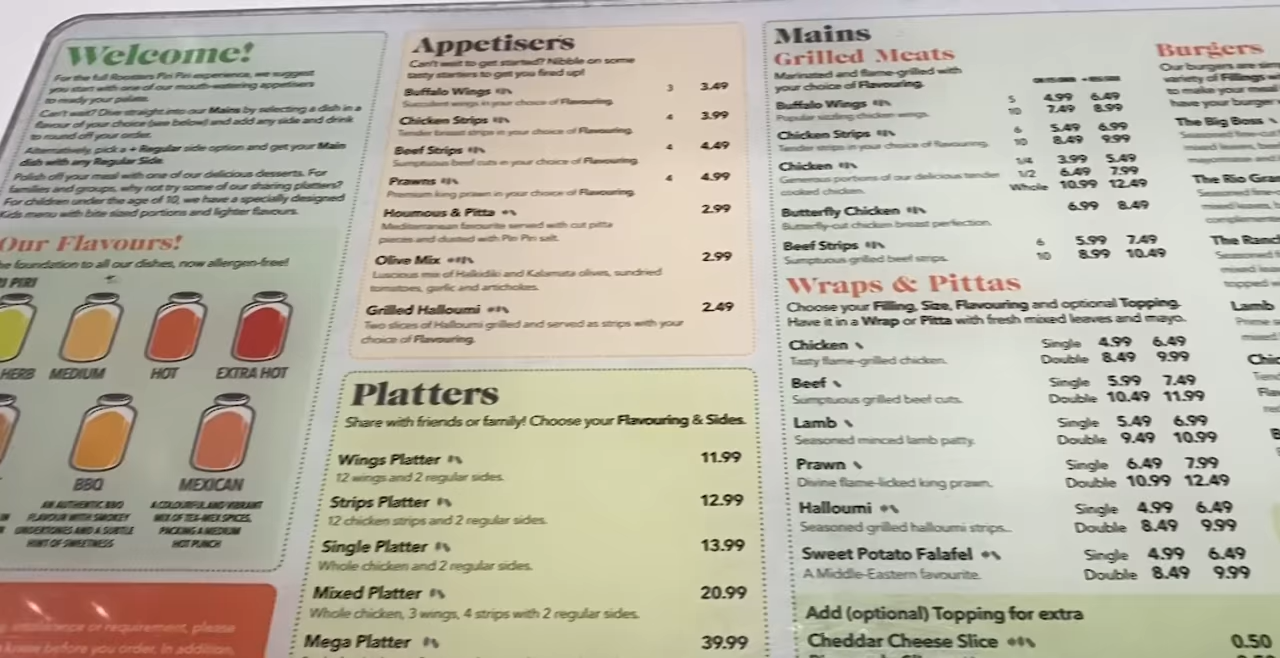 Welcome!
For the full Roosters Piri Piri experience, we suggest
you start with one of our mouth-watering appetisers
to ready your palate.
Can't wait? Dive straight into our Mains by selecting a dish in a
flavour of your choice (see below) and add any side and drink
to round off your order.
Alternatively, pick a + Regular side option and get your Main
dish with any Regular Side.
Polish off your meal with one of our delicious desserts. For
families and groups, why not try some of our sharing platters?
For children under the age of 10, we have a specially designed
Kids menu with bite sized portions and lighter flavours.
Our Flavours!
foundation to all our dishes, now allergen-free!
PIRI
HERB MEDIUM HOT EXTRA HOT
BBQ MEXICAN
AN AUTHENTIC BBQ
FLAVOUR WITH SMOKEY
UNDERTONES AND A SUBTLE
HINT OF SWEETNESS
A COLOURFUL AND VIBRANT
MIX OF TEX-MEX SPICES,
PACKING A MEDIUM
HOT PUNCH
or requirement, please
before you order. In addition,
Appetisers
Can't wait to get started? Nibble on some
tasty starters to get you fired up!
Buffalo Wings 3 3.49
Succulent wings in your choice of Flavouring.
Chicken Strips 4 3.99
Tender breast strips in your choice of Flavouring.
Beef Strips 4 4.49
Sumptuous beef cuts in your choice of Flavouring.
Prawns 4 4.99
Premium king prawn in your choice of Flavouring.
Houmous & Pitta 2.99
Mediterranean favourite served with cut pitta
pieces and dusted with Piri Piri salt.
Olive Mix 2.99
Luscious mix of Halkidiki and Kalamata olives, sundried
tomatoes, garlic and artichokes.
Grilled Halloumi 2.49
Two slices of Halloumi grilled and served as strips with your
choice of Flavouring.
Platters
Share with friends or family! Choose your Flavouring & Sides.
Wings Platter 11.99
12 wings and 2 regular sides.
Strips Platter 12.99
12 chicken strips and 2 regular sides.
Single Platter 13.99
Whole chicken and 2 regular sides.
Mixed Platter 20.99
Whole chicken, 3 wings, 4 strips with 2 regular sides.
Mega Platter 39.99
Mains
Grilled Meats
Marinated and flame-grilled with
your choice of Flavouring.
Buffalo Wings 5 4.99 6.49
Popular sizzling chicken wings. 10 7.49 8.99
Chicken Strips 6 5.49 6.99
Tender strips in your choice of flavouring. 10 8.49 9.99
Chicken 1/4 3.99 5.49
Generous portions of our delicious tender 1/2 6.49 7.99
cooked chicken. Whole 10.99 12.49
Butterfly Chicken 6.99 8.49
Butterfly-cut chicken breast perfection.
Beef Strips 6 5.99 7.49
Sumptuous grilled beef strips. 10 8.99 10.49
Wraps & Pittas
Choose your Filling, Size, Flavouring and optional Topping.
Have it in a Wrap or Pitta with fresh mixed leaves and mayo.
Chicken Single 4.99 6.49
Tasty flame-grilled chicken. Double 8.49 9.99
Beef Single 5.99 7.49
Sumptuous grilled beef cuts. Double 10.49 11.99
Lamb Single 5.49 6.99
Seasoned minced lamb patty. Double 9.49 10.99
Prawn Single 6.49 7.99
Divine flame-licked king prawn. Double 10.99 12.49
Halloumi Single 4.99 6.49
Seasoned grilled halloumi strips. Double 8.49 9.99
Sweet Potato Falafel Single 4.99 6.49
A Middle-Eastern favourite. Double 8.49 9.99
Add (optional) Topping for extra
Cheddar Cheese Slice 0.50
Burgers
Our burgers are
variety of Fillings
to make your meal
have your burger
The Big Boss
The Rio
The
Lamb